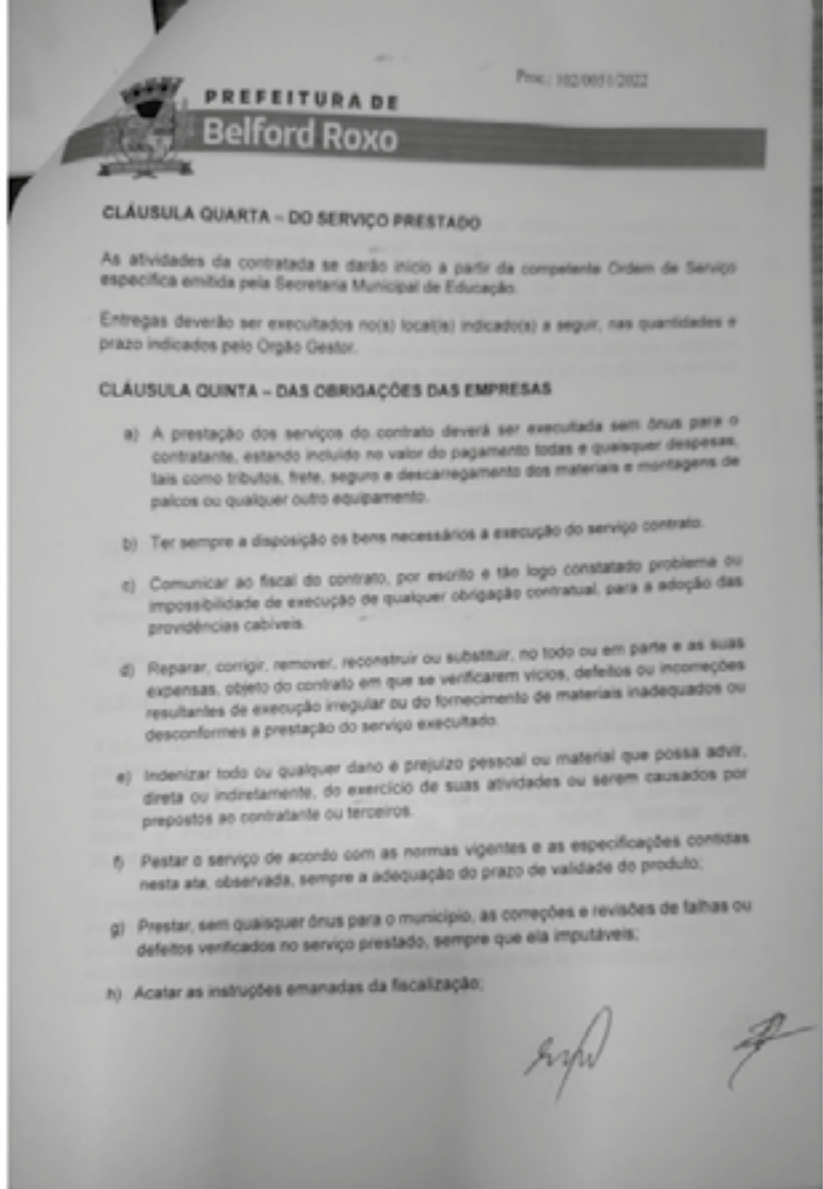 Proc.: 102/0051/2022
PREFEITURA DE
Belford Roxo
CLÁUSULA QUARTA – DO SERVIÇO PRESTADO
As atividades da contratada se darão início a partir da competente Ordem de Serviço
especifica emitida pela Secretaria Municipal de Educação.
Entregas deverão ser executados no(s) local(is) indicado(s) a seguir, nas quantidades e
prazo indicados pelo Orgão Gestor.
CLÁUSULA QUINTA – DAS OBRIGAÇÕES DAS EMPRESAS
a) A prestação dos serviços do contrato deverá ser executada sem ônus para o
contratante, estando incluído no valor do pagamento todas e quaisquer despesas,
tais como tributos, frete, seguro e descarregamento dos materiais e montagens de
palcos ou qualquer outro equipamento.
b) Ter sempre a disposição os bens necessários a execução do serviço contrato.
c) Comunicar ao fiscal do contrato, por escrito e tão logo constatado problema ou
impossibilidade de execução de qualquer obrigação contratual, para a adoção das
providências cabíveis.
d) Reparar, corrigir, remover, reconstruir ou substituir, no todo ou em parte e as suas
expensas, objeto do contrato em que se verificarem vícios, defeitos ou incorreções
resultantes de execução irregular ou do fornecimento de materiais inadequados ou
desconformes a prestação do serviço executado.
e) Indenizar todo ou qualquer dano e prejuízo pessoal ou material que possa advir,
direta ou indiretamente, do exercício de suas atividades ou serem causados por
prepostos ao contratante ou terceiros.
f) Pestar o serviço de acordo com as normas vigentes e as especificações contidas
nesta ata, observada, sempre a adequação do prazo de validade do produto;
g) Prestar, sem quaisquer ônus para o município, as correções e revisões de falhas ou
defeitos verificados no serviço prestado, sempre que ela imputáveis;
h) Acatar as instruções emanadas da fiscalização;